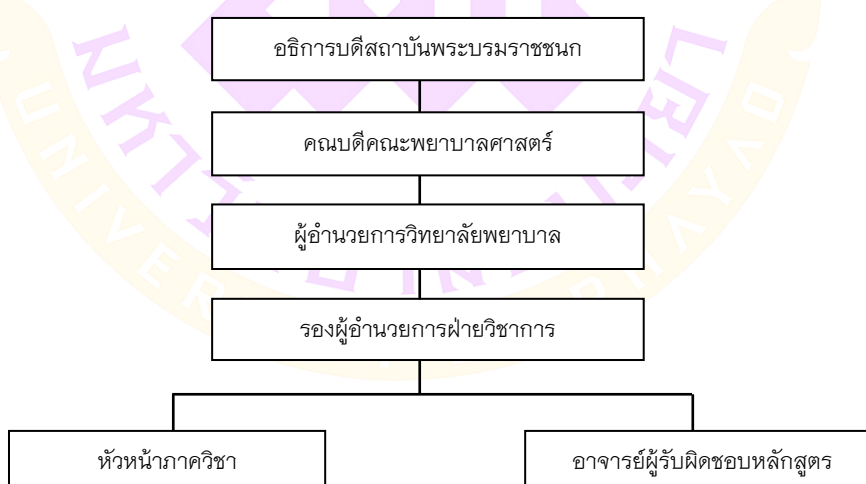 อธิการบดีสถาบันพระบรมราชชนก
คณบดีคณะพยาบาลศาสตร์
ผู้อำนวยการวิทยาลัยพยาบาล
รองผู้อำนวยการฝ่ายวิชาการ
หัวหน้าภาควิชา
อาจารย์ผู้รับผิดชอบหลักสูตร